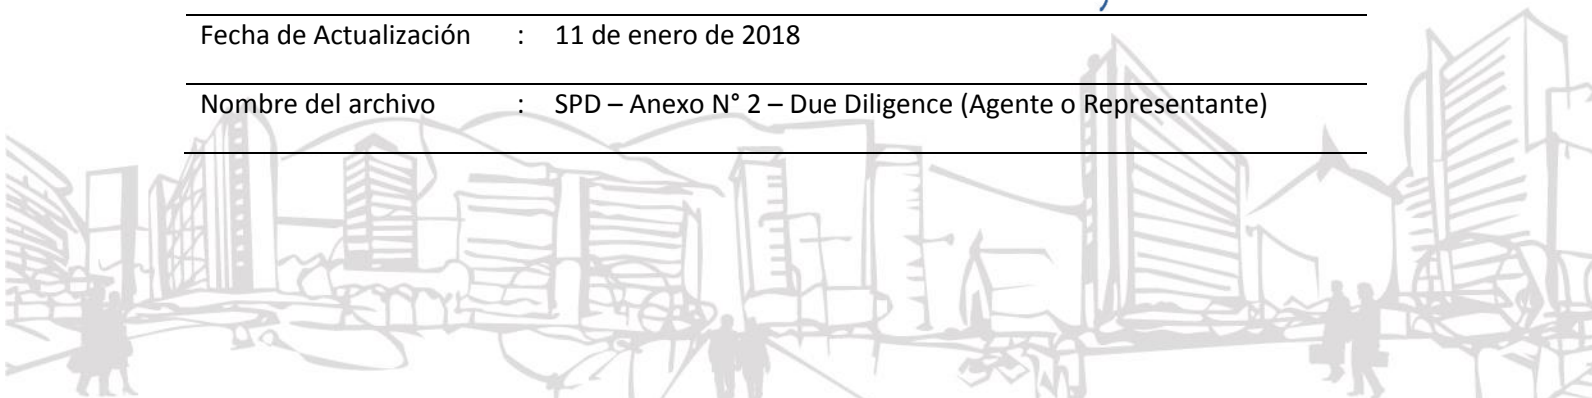 Fecha de Actualización : 11 de enero de 2018
Nombre del archivo : SPD – Anexo N° 2 – Due Diligence (Agente o Representante)